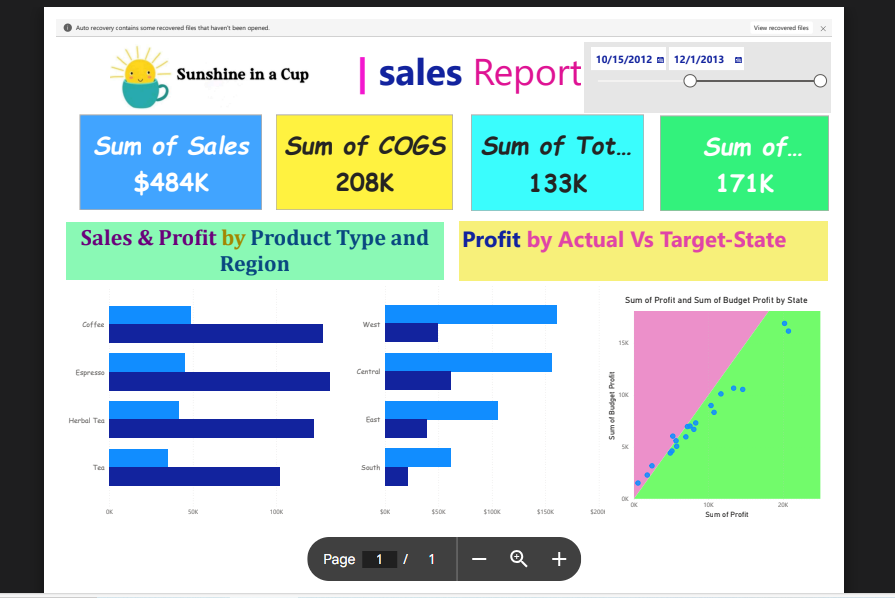 Auto recovery contains some recovered files that haven't been opened.
View recovered files
Sunshine in a Cup
| sales Report
10/15/2012
12/1/2013
Sum of Sales
$484K
Sum of COGS
208K
Sum of Tot...
133K
Sum of...
171K
Sales & Profit by Product Type and
Region
Profit by Actual Vs Target-State
Coffee
Espresso
Herbal Tea
Tea
0K 50K 100K
West
Central
East
South
$0K $50K $100K $150K $200
Sum of Profit and Sum of Budget Profit by State
Sum of Budget Profit
15K
10K
5K
0K
0K 10K 20K
Sum of Profit
Page 1 / 1